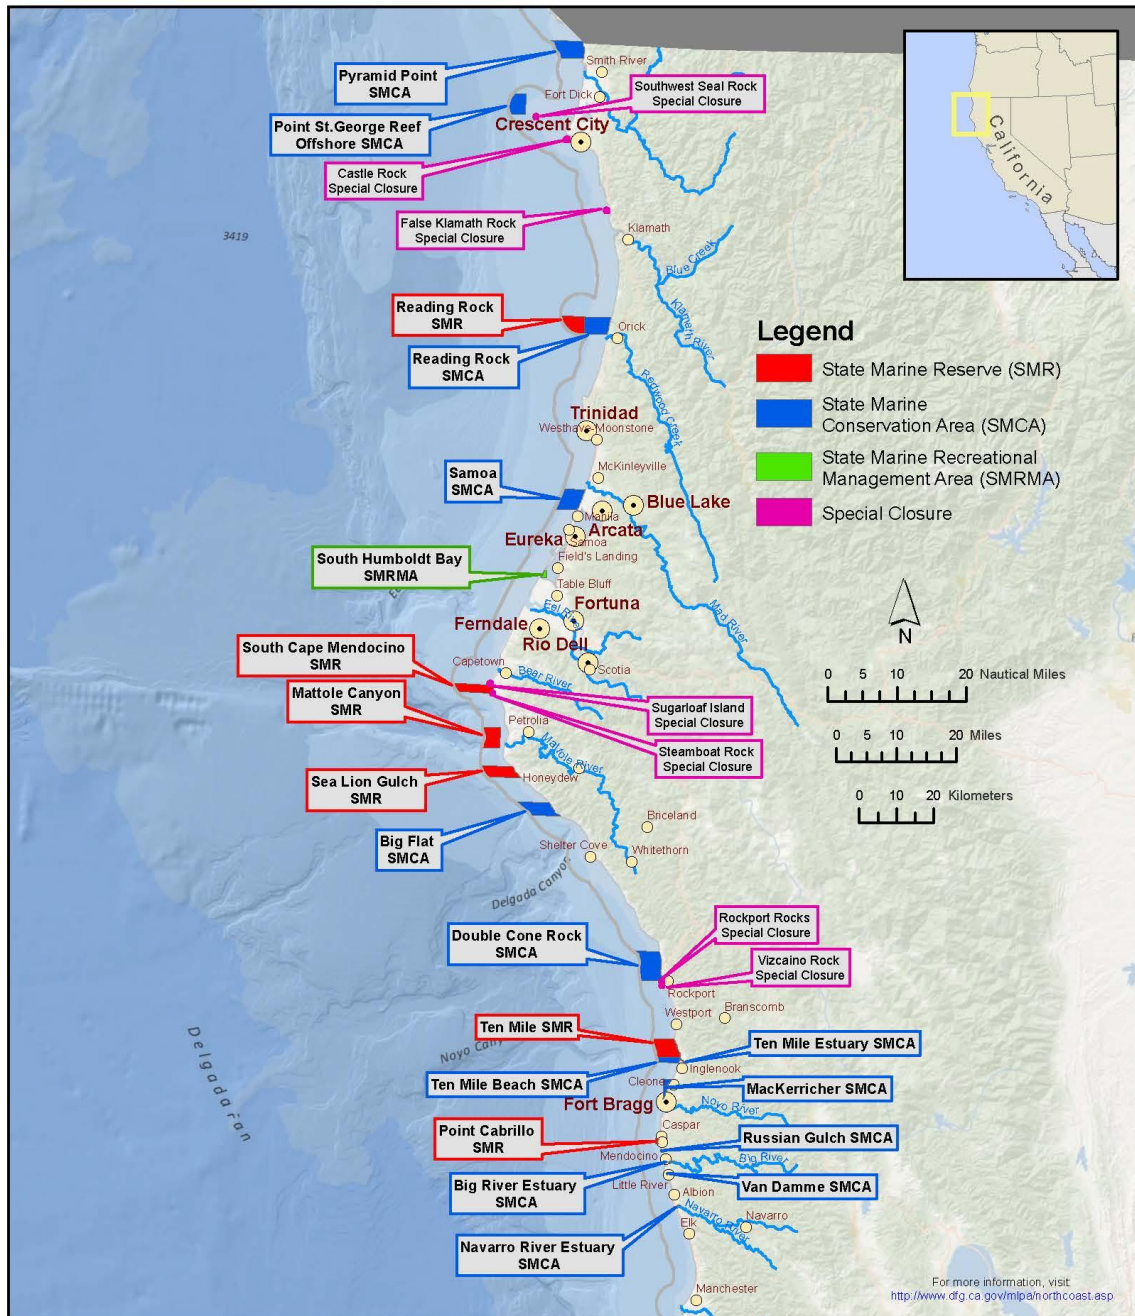 Pyramid Point
SMCA
Smith River
Fort Dick
Southwest Seal Rock
Special Closure
Point St.George Reef
Offshore SMCA
Crescent City
Castle Rock
Special Closure
California
3419
False Klamath Rock
Special Closure
Klamath
Blue Creek
Klamath River
Reading Rock
SMR
Orick
Reading Rock
SMCA
Redwood Creek
Legend
State Marine Reserve (SMR)
State Marine
Conservation Area (SMCA)
State Marine Recreational
Management Area (SMRMA)
Special Closure
Trinidad
Westhave-Moonstone
McKinleyville
Samoa
SMCA
Blue Lake
Manila
Arcata
Eureka
Samoa
Field's Landing
South Humboldt Bay
SMRMA
Table Bluff
Fortuna
Eel River
Ferndale
Rio Dell
Mad River
N
South Cape Mendocino
SMR
Capetown
Scotia
Bear River
0 5 10 20 Nautical Miles
Mattole Canyon
SMR
Sugarloaf Island
Special Closure
Petrolia
Mattole River
Steamboat Rock
Special Closure
0 5 10 20 Miles
Sea Lion Gulch
SMR
Honeydew
0 10 20 Kilometers
Big Flat
SMCA
Briceland
Shelter Cove
Whitethorn
Delgada Canyon
Double Cone Rock
SMCA
Rockport Rocks
Special Closure
Vizcaino Rock
Special Closure
Rockport
Westport
Branscomb
Ten Mile SMR
Noyo Cany
Ten Mile Estuary SMCA
Inglenook
Ten Mile Beach SMCA
Cleone
MacKerricher SMCA
Delgada
Fort Bragg
Noyo River
Point Cabrillo
SMR
Caspar
Russian Gulch SMCA
Mendocino
Big River
Big River Estuary
SMCA
Little River
Van Damme SMCA
Albion
Navarro River
Navarro
Elk
Navarro River Estuary
SMCA
Manchester
For more information, visit:
http://www.dfg.ca.gov/mlpa/northcoast.asp